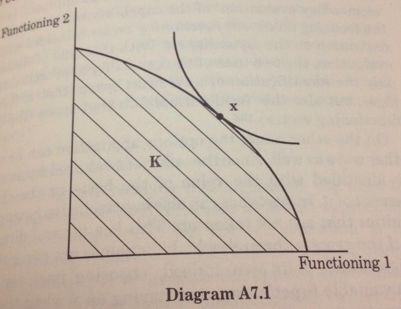 Functioning 2
x
K
Functioning 1
Diagram A7.1